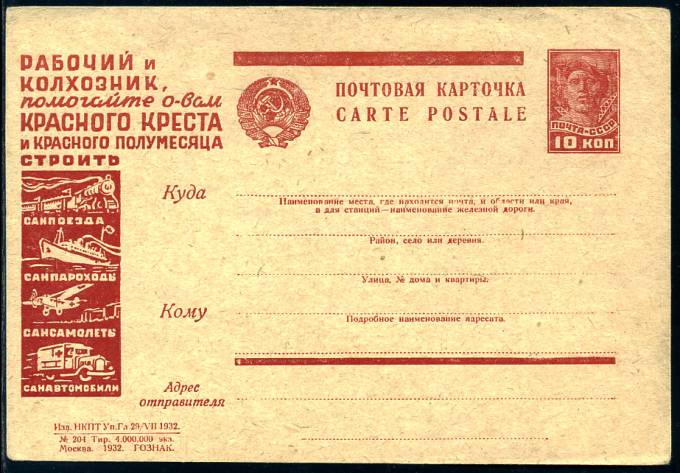 РАБОЧИЙ и
КОЛХОЗНИК,
помогайте о-вам
КРАСНОГО КРЕСТА
и КРАСНОГО ПОЛУМЕСЯЦА
СТРОИТЬ
САНПОЕЗДА
САНПАРОХОДЫ
САНСАМОЛЕТЫ
САНАВТОМОБИЛИ
ПОЧТОВАЯ КАРТОЧКА
CARTE POSTALE
ПОЧТА-СССР
10 КОП
Куда
Наименование места, где находится почта, и области или края,
а для станций—наименование железной дороги.
Район, село или деревня.
Улица, № дома и квартиры.
Кому
Подробное наименование адресата.
Адрес
отправителя
Изд. НКПТ Уп.Гл 29/VII 1932.
№ 204 Тир. 4.000.000 экз.
Москва. 1932. ГОЗНАК.